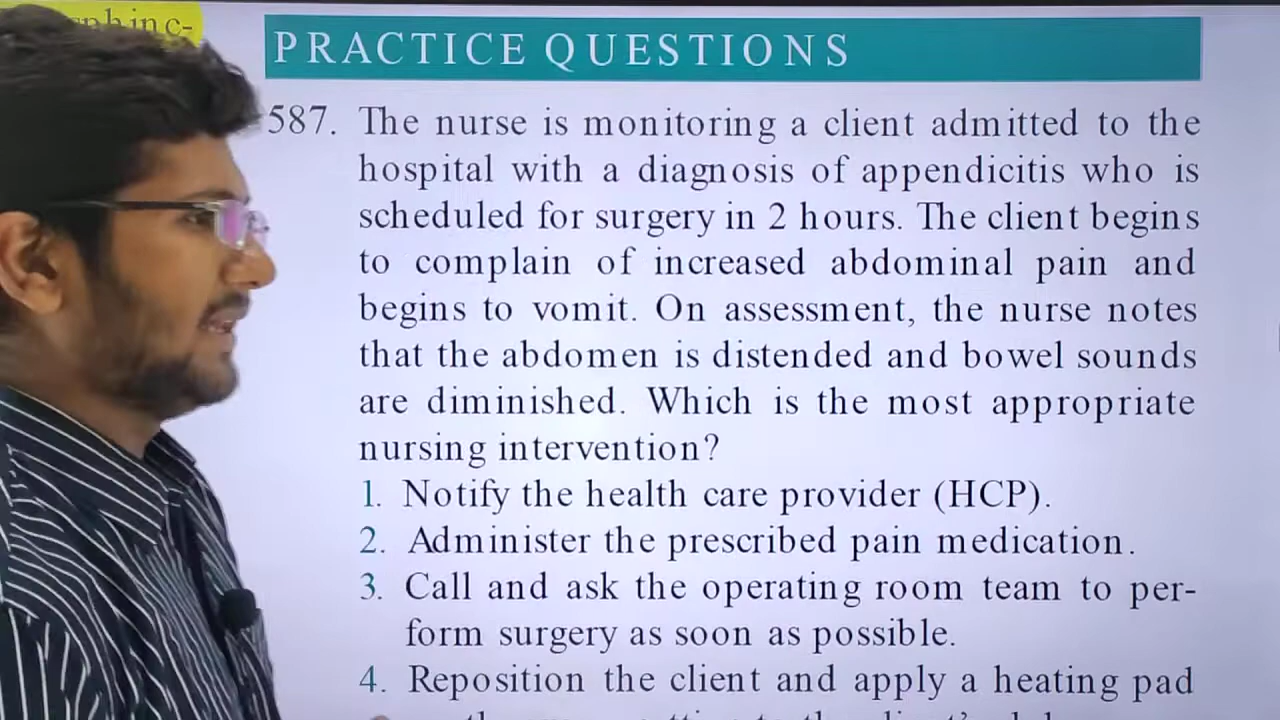 PRACTICE QUESTIONS
587. The nurse is monitoring a client admitted to the
hospital with a diagnosis of appendicitis who is
scheduled for surgery in 2 hours. The client begins
to complain of increased abdominal pain and
begins to vomit. On assessment, the nurse notes
that the abdomen is distended and bowel sounds
are diminished. Which is the most appropriate
nursing intervention?
1. Notify the health care provider (HCP).
2. Administer the prescribed pain medication.
3. Call and ask the operating room team to per-
form surgery as soon as possible.
4. Reposition the client and apply a heating pad